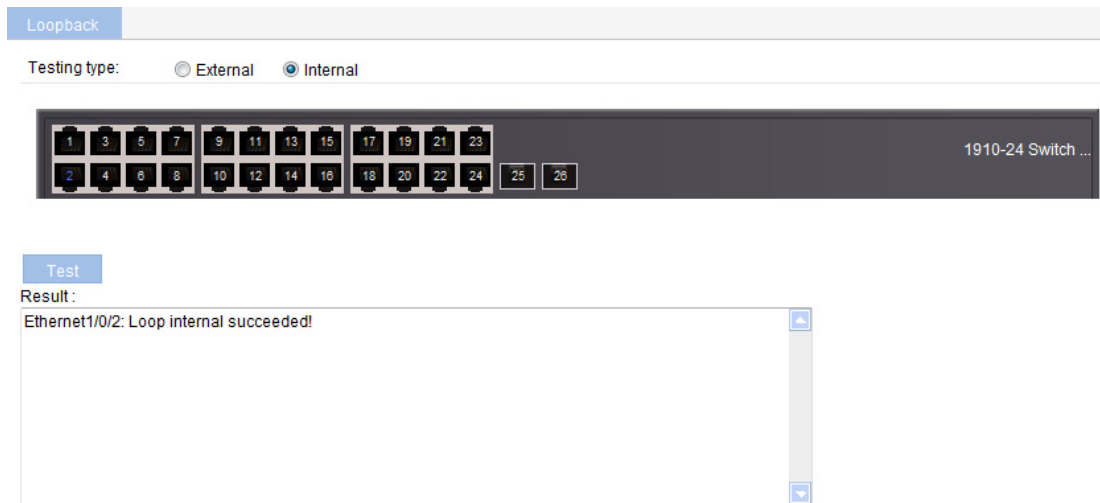 Loopback
Testing type: External Internal
1 3 5 7 9 11 13 15 17 19 21 23
1910-24 Switch ...
2 4 6 8 10 12 14 16 18 20 22 24 25 26
Test
Result :
Ethernet1/0/2: Loop internal succeeded!